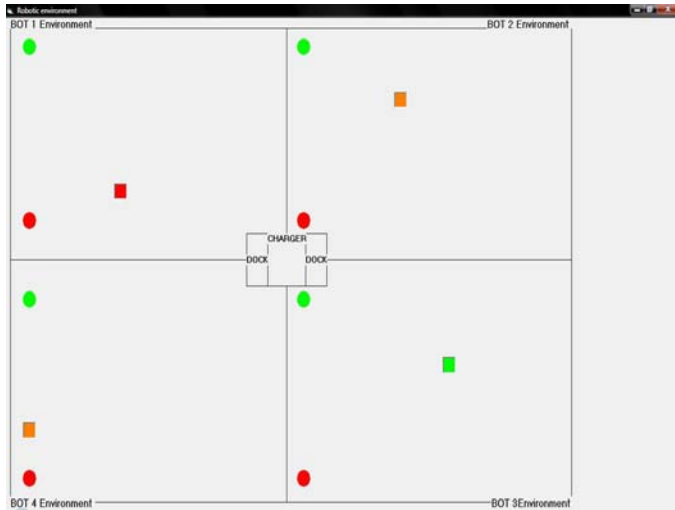 Robotic environment
BOT 1 Environment
BOT 2 Environment
CHARGER
DOCK
DOCK
BOT 4 Environment
BOT 3Environment